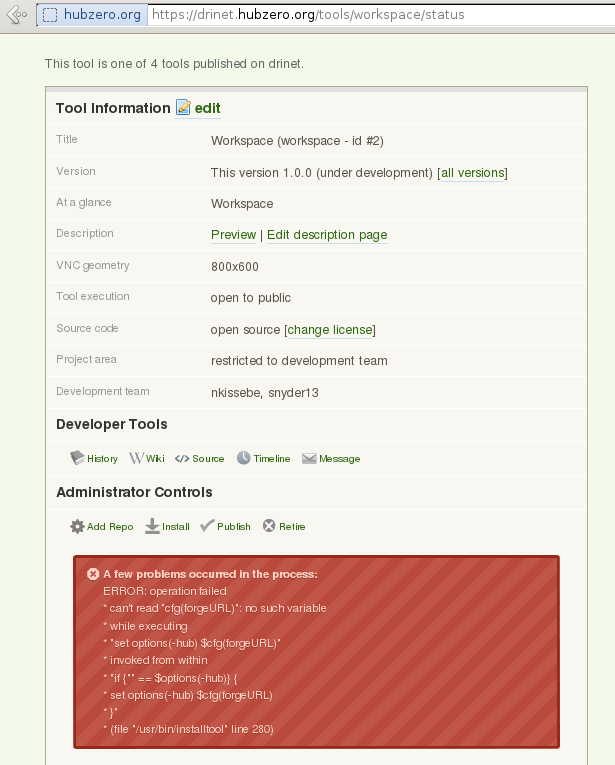 hubzero.org https://drinet.hubzero.org/tools/workspace/status
This tool is one of 4 tools published on drinet.
Tool Information edit
Title Workspace (workspace - id #2)
Version This version 1.0.0 (under development) [all versions]
At a glance Workspace
Description Preview | Edit description page
VNC geometry 800x600
Tool execution open to public
Source code open source [change license]
Project area restricted to development team
Development team nkissebe, snyder13
Developer Tools
History Wiki Source Timeline Message
Administrator Controls
Add Repo Install Publish Retire
A few problems occurred in the process:
ERROR: operation failed
* can't read "cfg(forgeURL)": no such variable
* while executing
* "set options(-hub) $cfg(forgeURL)"
* invoked from within
* "if {"" == $options(-hub)} {
* set options(-hub) $cfg(forgeURL)
* }"
* (file "/usr/bin/installtool" line 280)